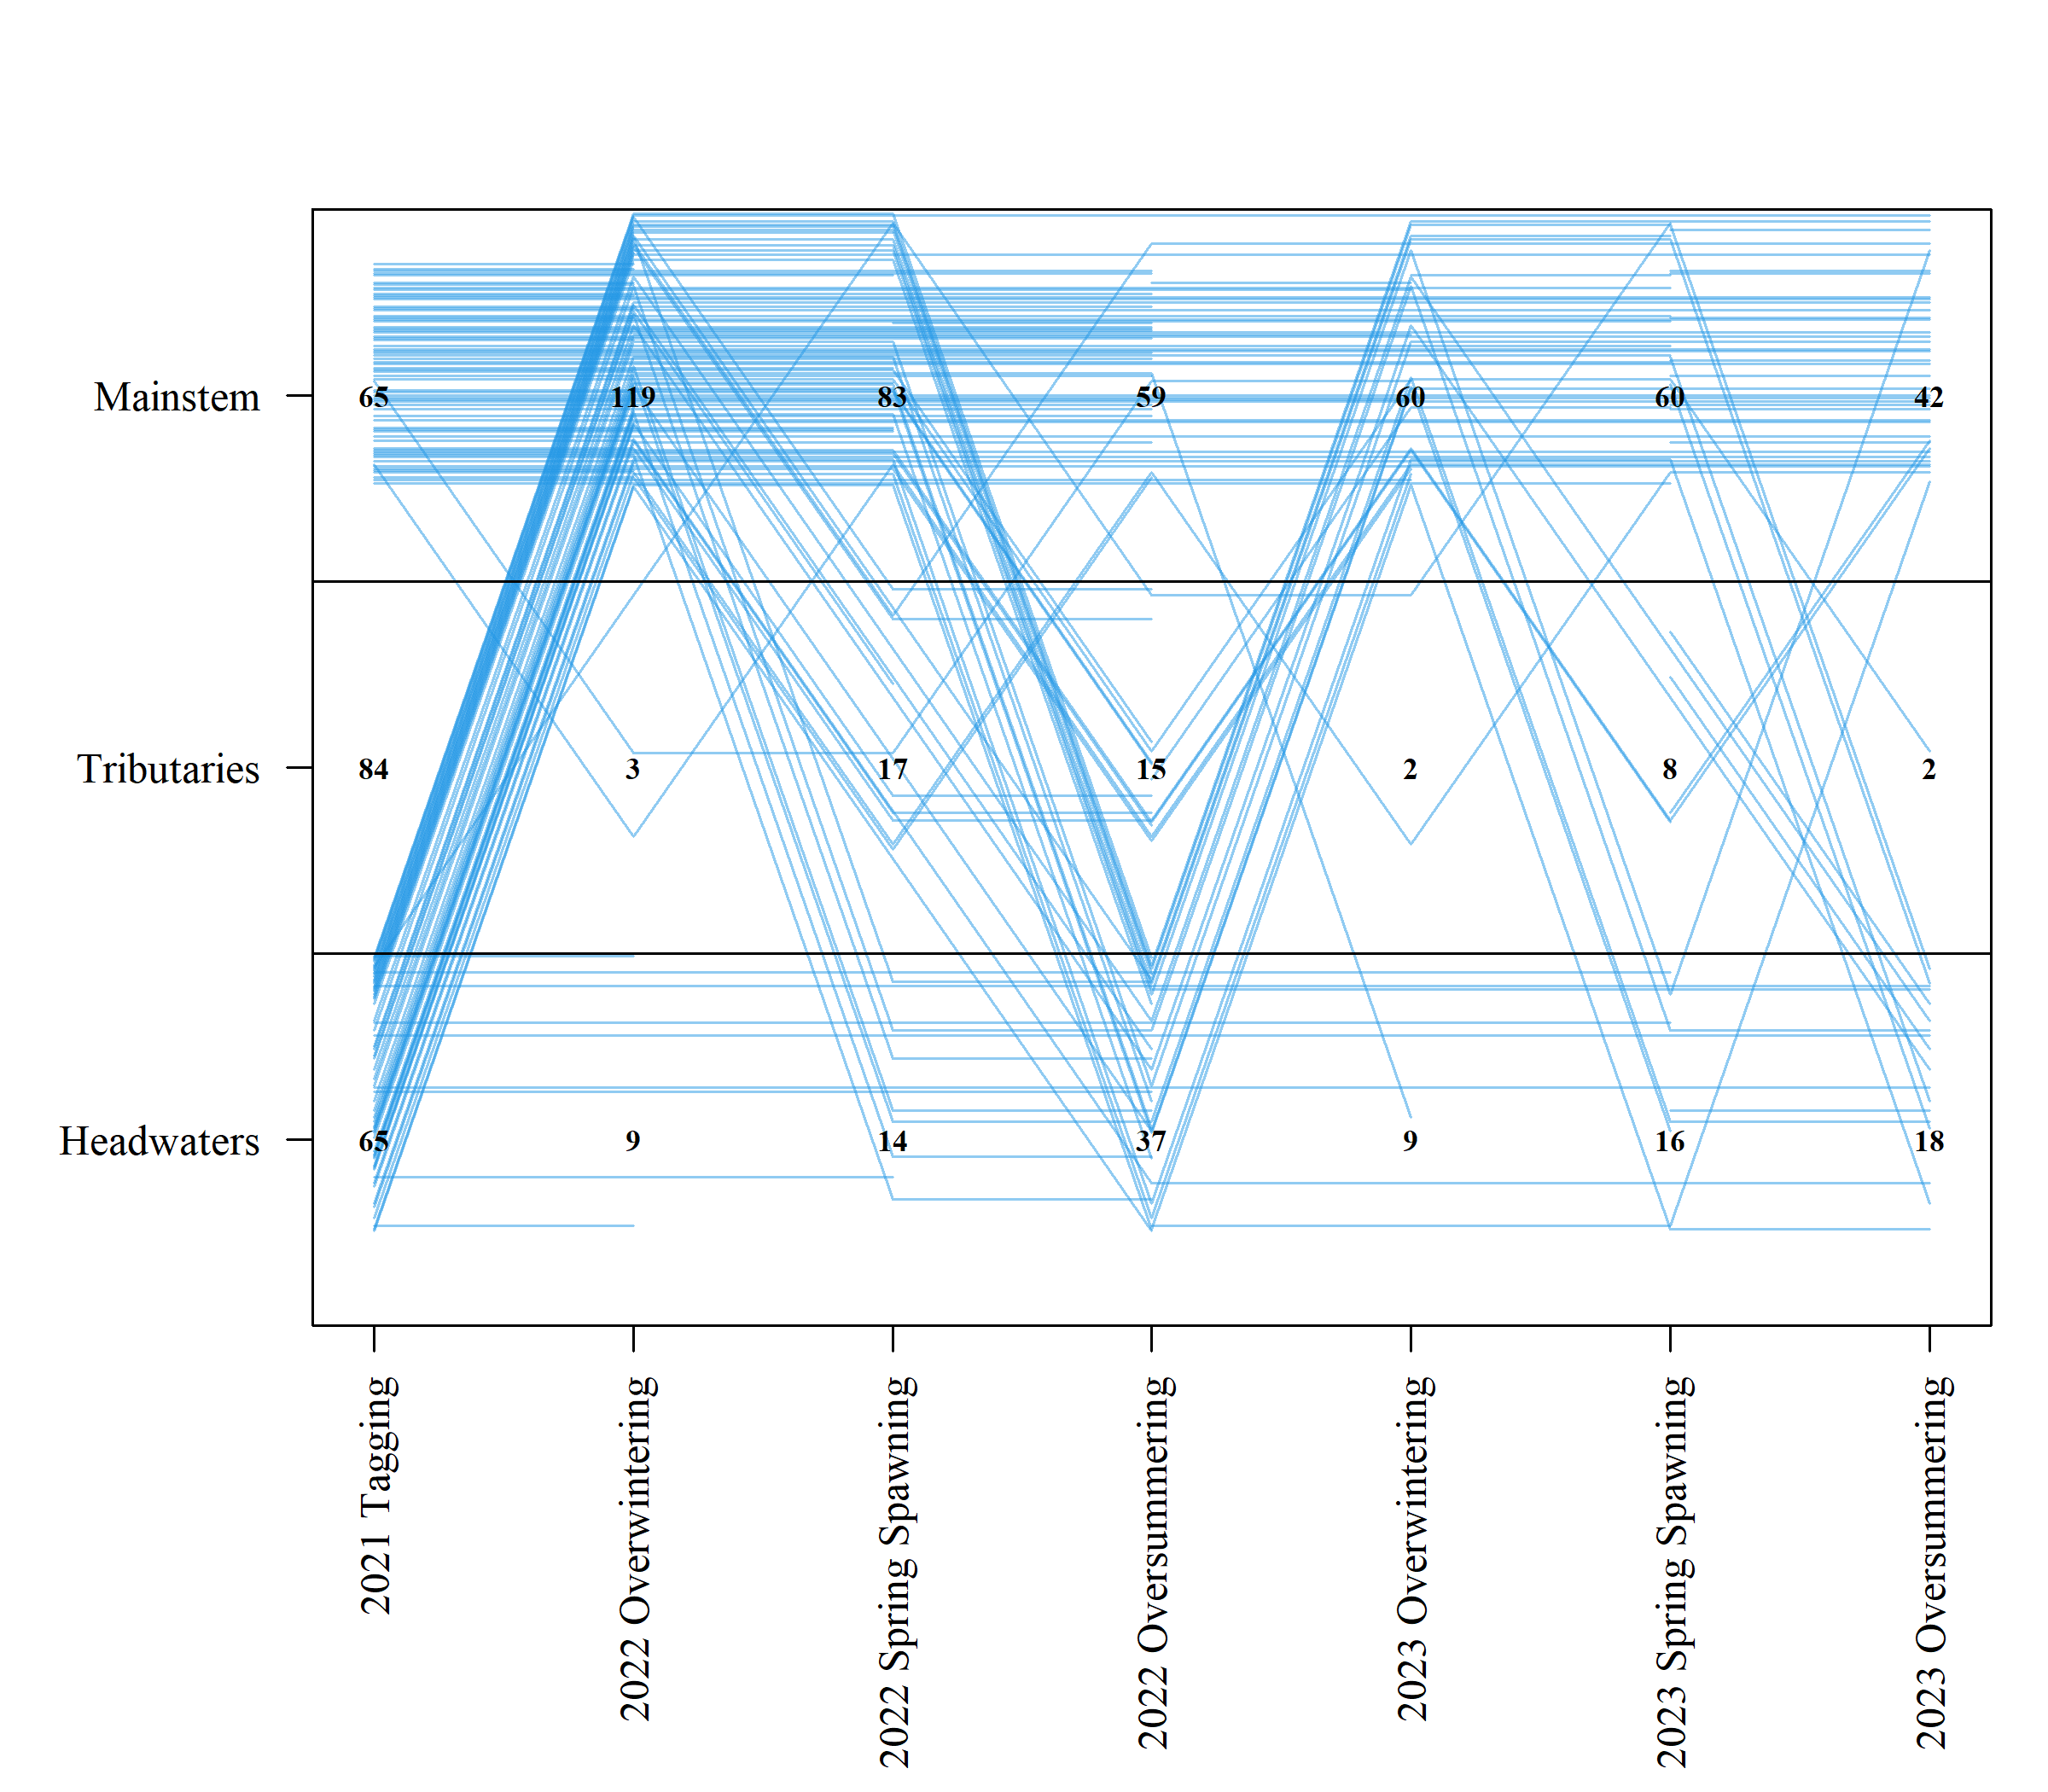 Mainstem 65 119 83 59 60 60 42
Tributaries 84 3 17 15 2 8 2
Headwaters 65 9 14 37 9 16 18
2021 Tagging
2022 Overwintering
2022 Spring Spawning
2022 Oversummering
2023 Overwintering
2023 Spring Spawning
2023 Oversummering